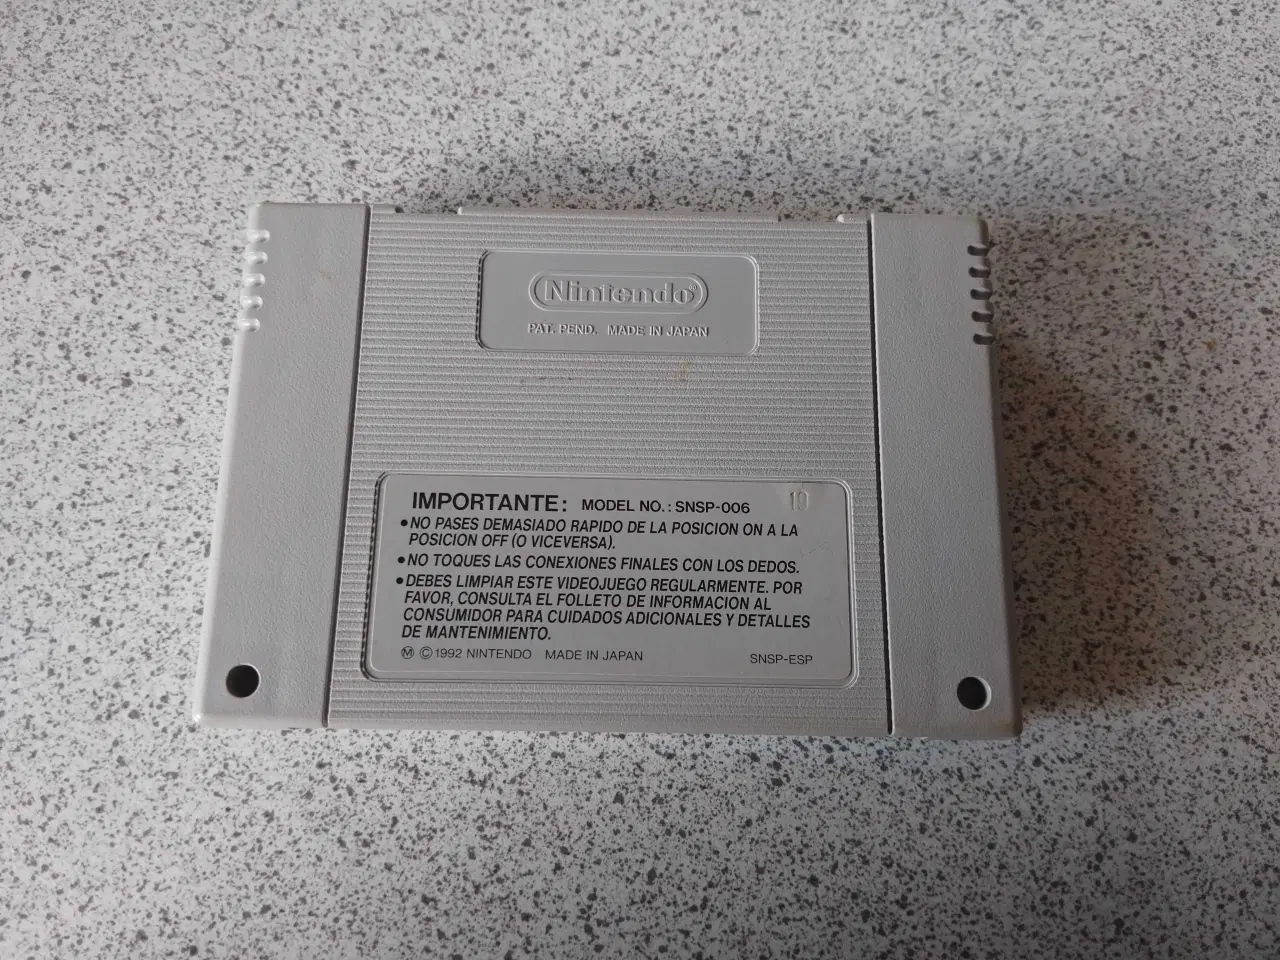 Nintendo®
PAT. PEND. MADE IN JAPAN
IMPORTANTE: MODEL NO.: SNSP-006 19
●NO PASES DEMASIADO RAPIDO DE LA POSICION ON A LA
POSICION OFF (O VICEVERSA).
●NO TOQUES LAS CONEXIONES FINALES CON LOS DEDOS.
●DEBES LIMPIAR ESTE VIDEOJUEGO REGULARMENTE. POR
FAVOR, CONSULTA EL FOLLETO DE INFORMACION AL
CONSUMIDOR PARA CUIDADOS ADICIONALES Y DETALLES
DE MANTENIMIENTO.
Ⓜ ©1992 NINTENDO MADE IN JAPAN SNSP-ESP